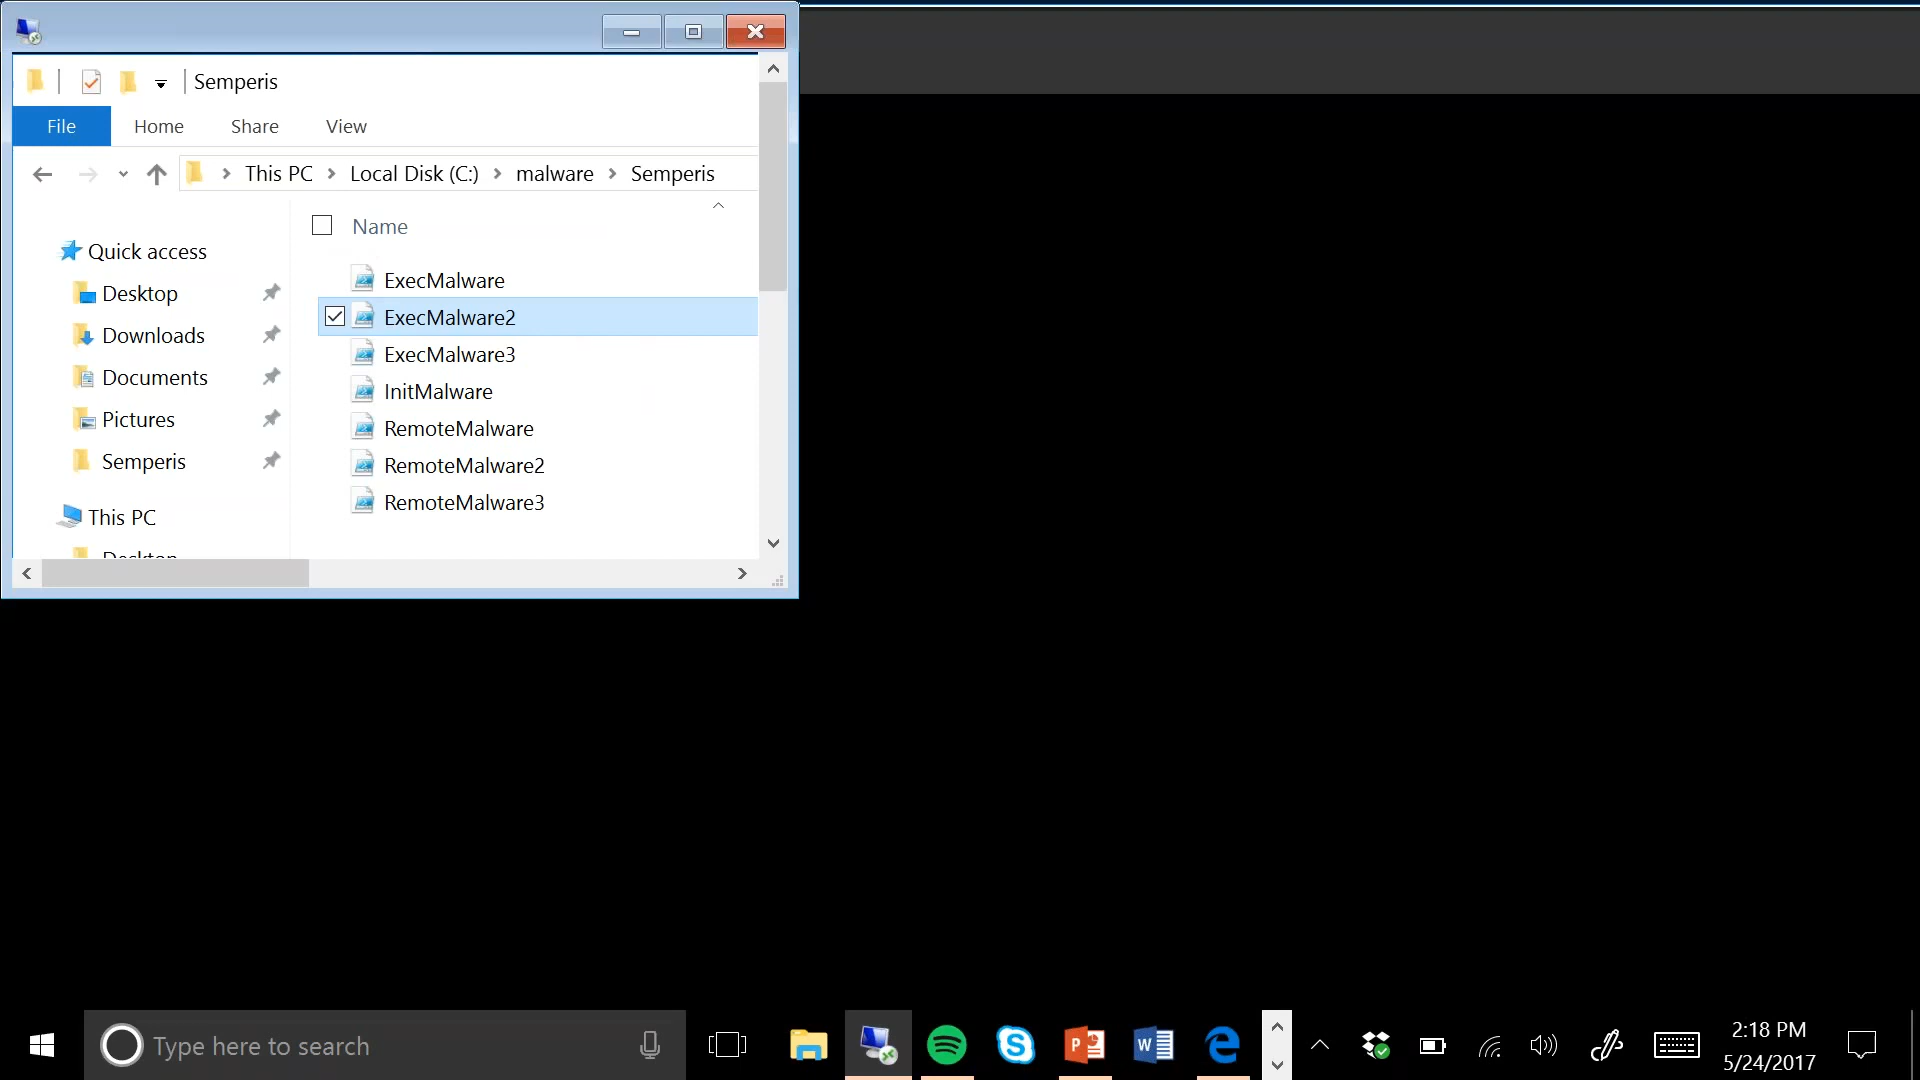 Semperis
File Home Share View
This PC Local Disk (C:) malware Semperis
Name
Quick access
Desktop
Downloads
Documents
Pictures
Semperis
This PC
Desktop
ExecMalware
ExecMalware2
ExecMalware3
InitMalware
RemoteMalware
RemoteMalware2
RemoteMalware3
Type here to search
2:18 PM
5/24/2017